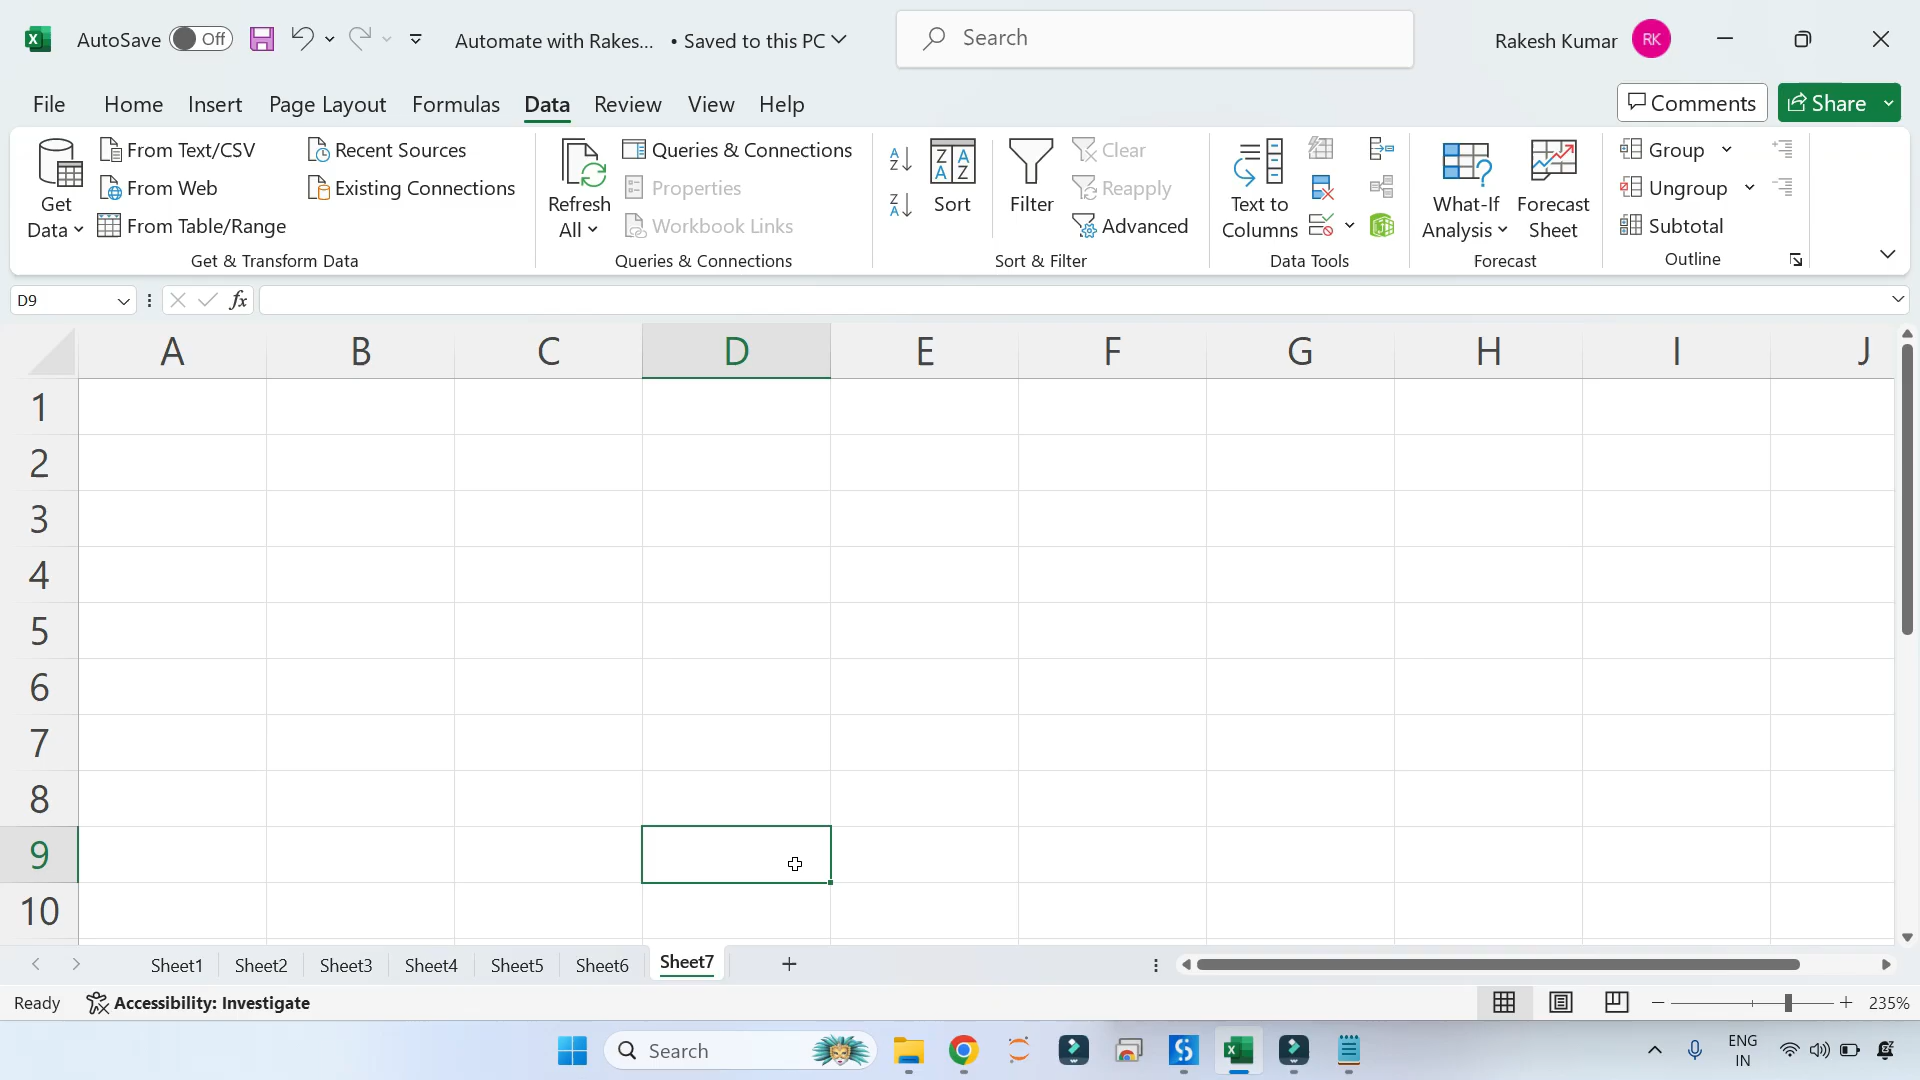 AutoSave Off Automate with Rakes... • Saved to this PC Search Rakesh Kumar RK
File Home Insert Page Layout Formulas Data Review View Help Comments Share
Get Data
From Text/CSV
From Web
From Table/Range
Recent Sources
Existing Connections
Get & Transform Data
Refresh All
Queries & Connections
Properties
Workbook Links
Queries & Connections
Sort
Filter
Clear
Reapply
Advanced
Sort & Filter
Text to Columns
Data Tools
What-If Analysis
Forecast Sheet
Forecast
Group
Ungroup
Subtotal
Outline
D9 fx
A B C D E F G H I J
1
2
3
4
5
6
7
8
9
10
Sheet1 Sheet2 Sheet3 Sheet4 Sheet5 Sheet6 Sheet7
Ready Accessibility: Investigate 235%
Search ENG
IN